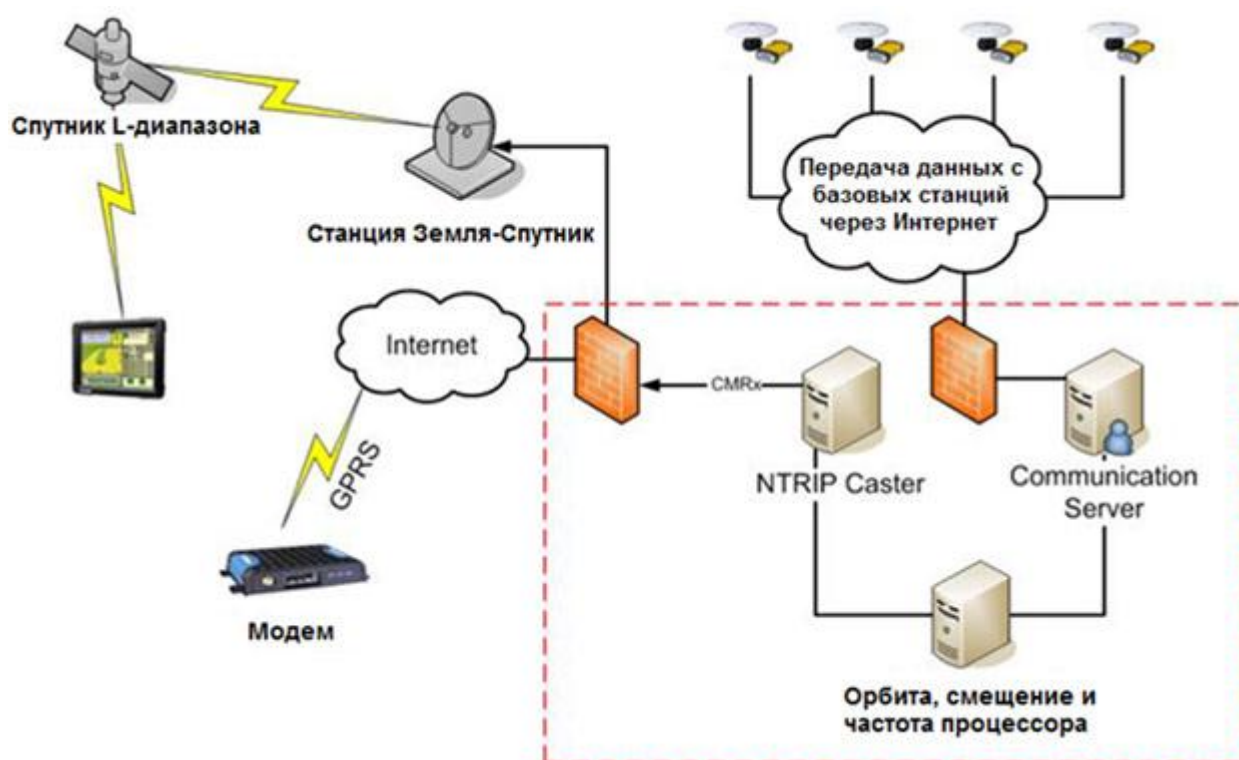 Спутник L-диапазона
Станция Земля-Спутник
Передача данных с
базовых станций
через Интернет
Internet
GPRS
Модем
CMRx
NTRIP Caster
Communication
Server
Орбита, смещение и
частота процессора